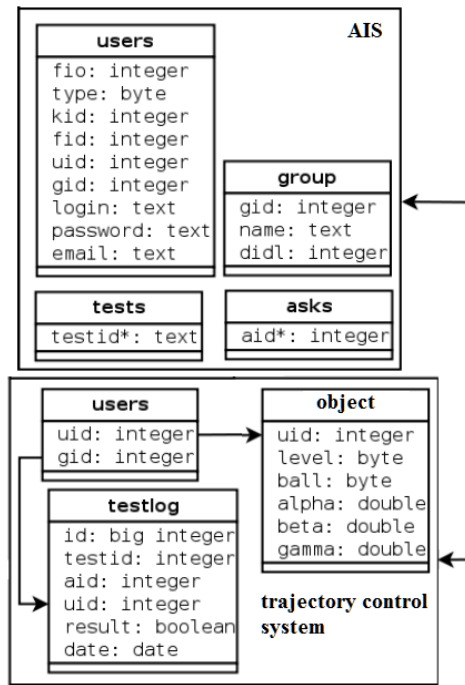 AIS
users
fio: integer
type: byte
kid: integer
fid: integer
uid: integer
gid: integer
login: text
password: text
email: text
group
gid: integer
name: text
didl: integer
tests
testid*: text
asks
aid*: integer
users
uid: integer
gid: integer
object
uid: integer
level: byte
ball: byte
alpha: double
beta: double
gamma: double
testlog
id: big integer
testid: integer
aid: integer
uid: integer
result: boolean
date: date
trajectory control
system